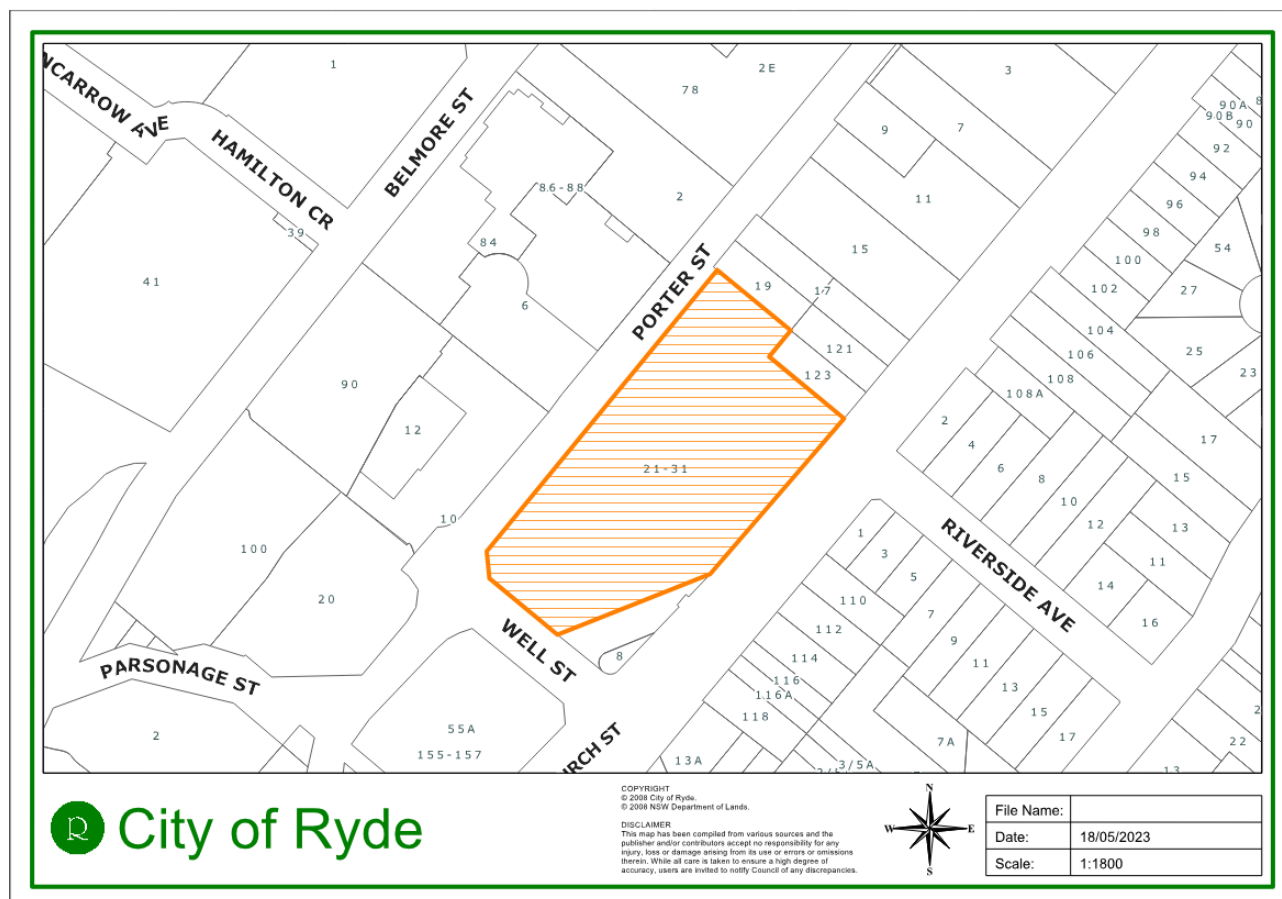 NCARROW AVE
HAMILTON CR
BELMORE ST
PORTER ST
WELL ST
PARSONAGE ST
RIVERSIDE AVE
RCH ST
1
2E
78
3
9
7
11
2
86-88
84
39
41
6
15
19
17
121
123
90
12
10
100
20
21-31
8
2
55A
155-157
90A
8
90B
90
92
94
96
98
54
100
27
102
104
25
106
23
108
108A
17
2
4
6
15
8
10
13
12
11
14
16
1
3
5
110
7
112
9
114
11
116
116A
13
118
15
17
7A
13A
3/5A
2
22
13
City of Ryde
COPYRIGHT
© 2008 City of Ryde.
© 2008 NSW Department of Lands.
DISCLAIMER
This map has been compiled from various sources and the
publisher and/or contributors accept no responsibility for any
injury, loss or damage arising from its use or errors or omissions
therein. While all care is taken to ensure a high degree of
accuracy, users are invited to notify Council of any discrepancies.
N
W
E
S
File Name:
Date: 18/05/2023
Scale: 1:1800